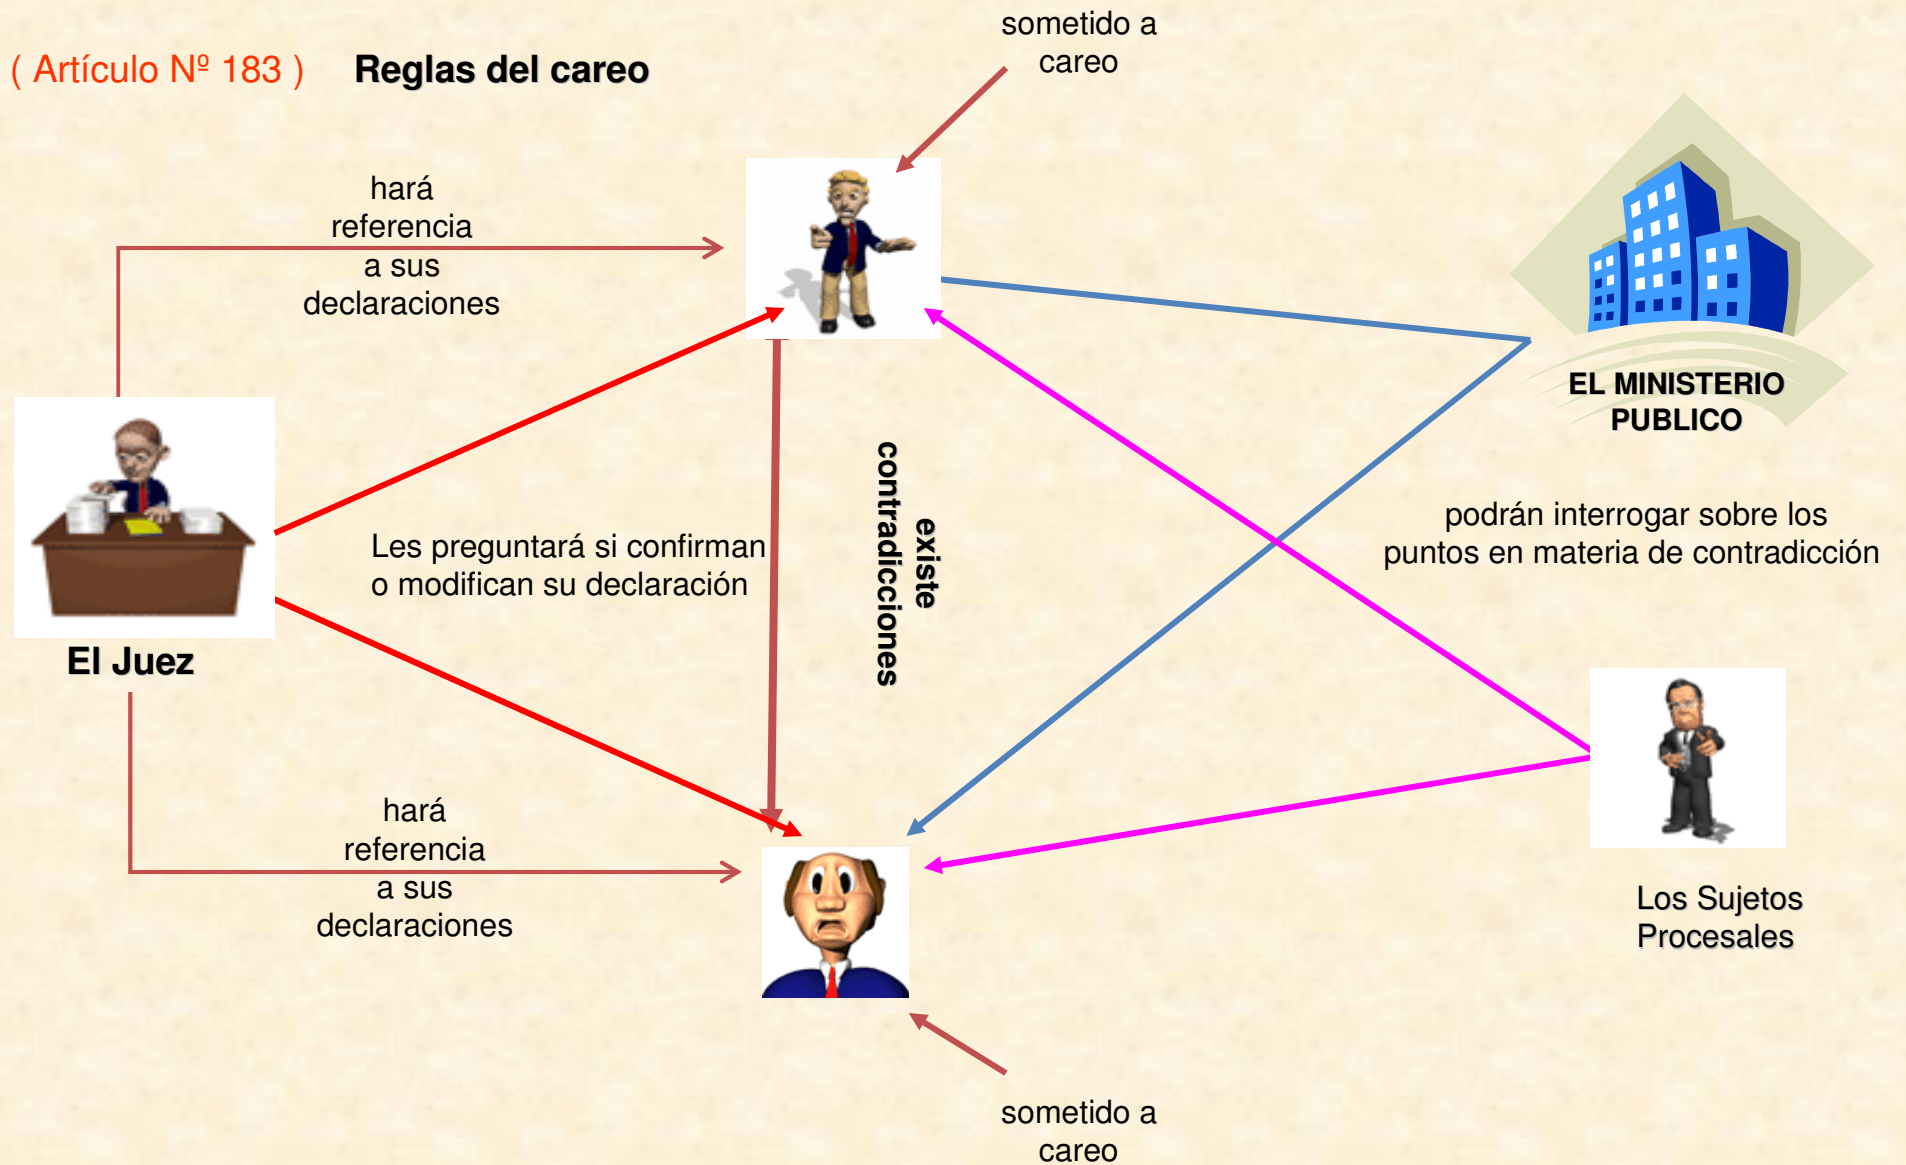 ( Artículo Nº 183 ) Reglas del careo
sometido a
careo
hará
referencia
a sus
declaraciones
EL MINISTERIO
PUBLICO
existe
contradicciones
podrán interrogar sobre los
puntos en materia de contradicción
Les preguntará si confirman
o modifican su declaración
El Juez
hará
referencia
a sus
declaraciones
Los Sujetos
Procesales
sometido a
careo